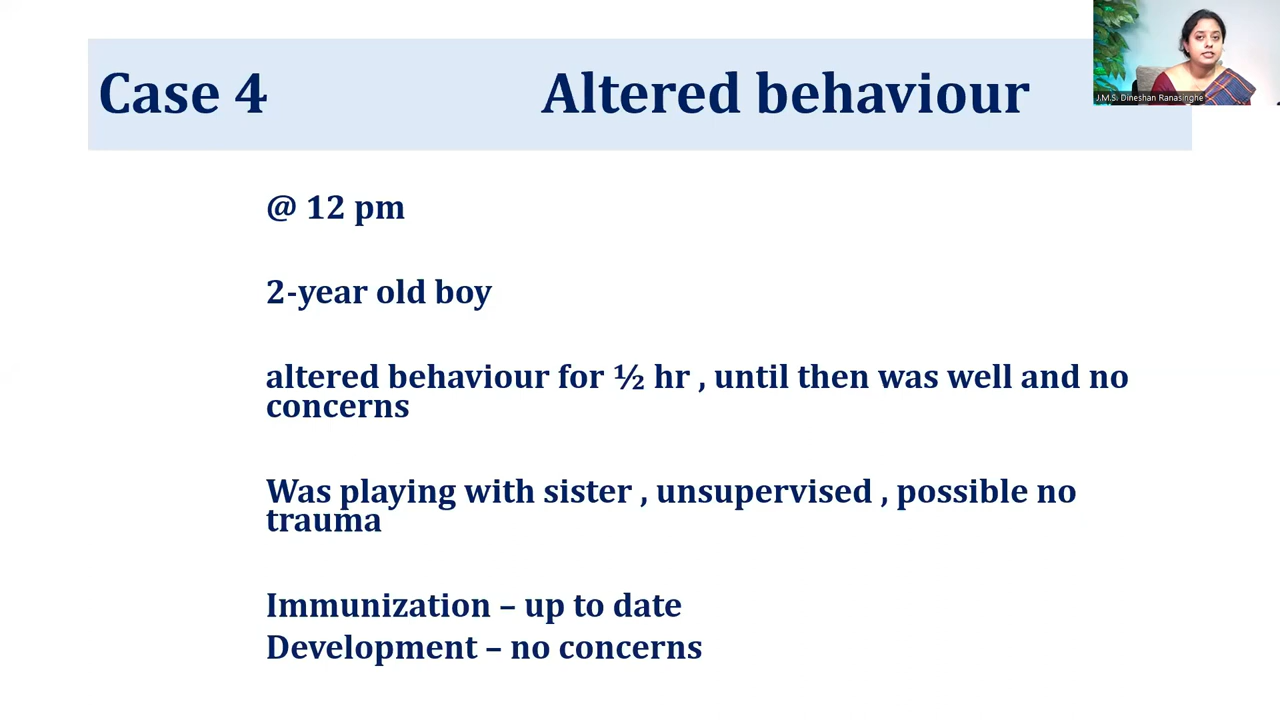 Case 4 Altered behaviour
J.M.S. Dineshan Ranasinghe
@ 12 pm
2-year old boy
altered behaviour for ½ hr , until then was well and no
concerns
Was playing with sister , unsupervised , possible no
trauma
Immunization – up to date
Development – no concerns